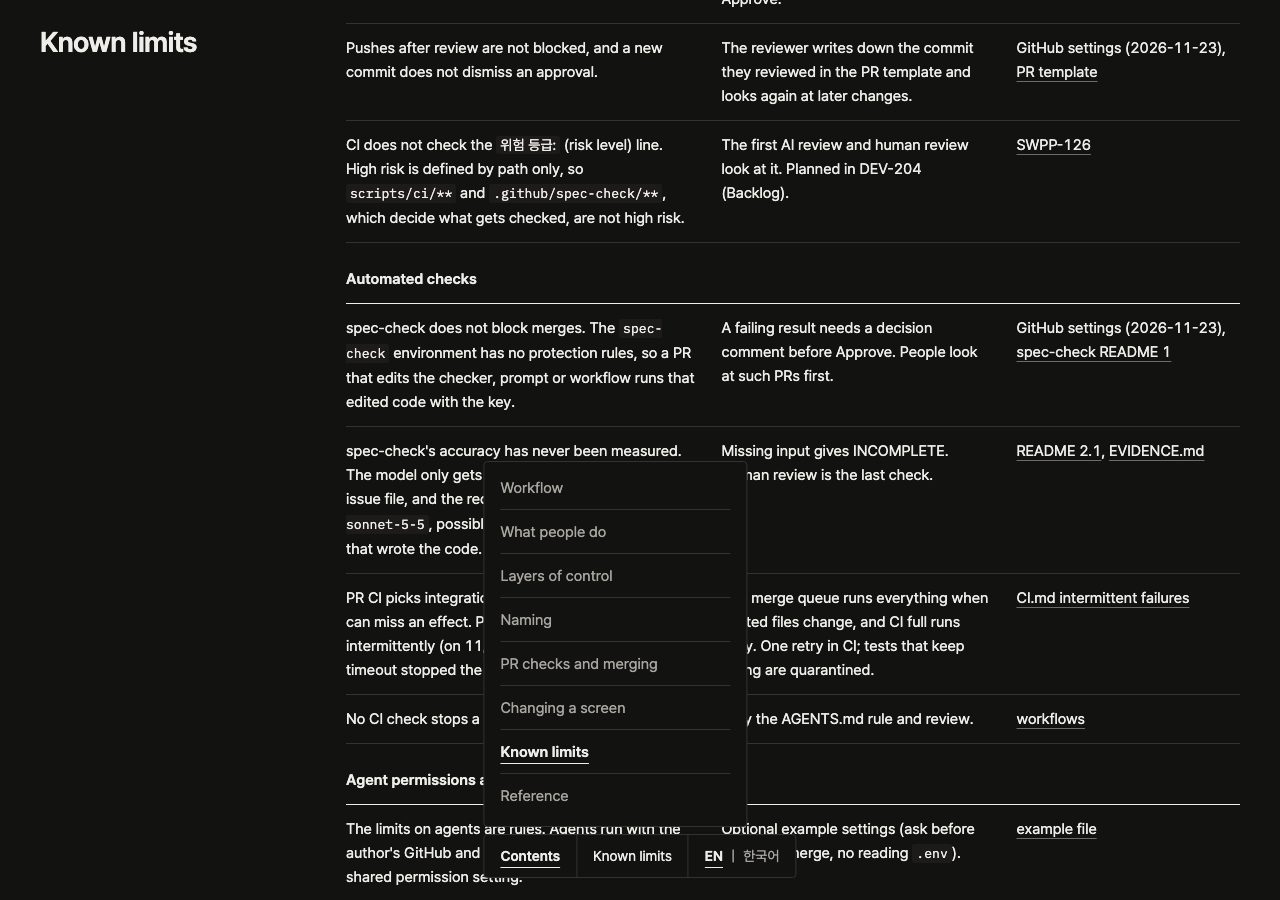 Known limits
Approve.
Pushes after review are not blocked, and a new
commit does not dismiss an approval.
The reviewer writes down the commit
they reviewed in the PR template and
looks again at later changes.
GitHub settings (2026-11-23),
PR template
CI does not check the 위험 등급: (risk level) line.
High risk is defined by path only, so
scripts/ci/** and .github/spec-check/**,
which decide what gets checked, are not high risk.
The first AI review and human review
look at it. Planned in DEV-204
(Backlog).
SWPP-126
Automated checks
spec-check does not block merges. The spec-
check environment has no protection rules, so a PR
that edits the checker, prompt or workflow runs that
edited code with the key.
A failing result needs a decision
comment before Approve. People look
at such PRs first.
GitHub settings (2026-11-23),
spec-check README 1
spec-check's accuracy has never been measured.
The model only gets
issue file, and the
sonnet-5-5, possibl
that wrote the code.
Missing input gives INCOMPLETE.
review is the last check.
README 2.1, EVIDENCE.md
PR CI picks
can miss an effect.
intermittently (on 11
timeout stopped the
merge queue runs everything when
files change, and CI full runs
One retry in CI; tests that keep
are quarantined.
CI.md intermittent failures
No CI check stops a
the AGENTS.md rule and review.
workflows
Agent permissions
The limits on agents are rules. Agents run with the
author's GitHub and
shared permission setting.
Optional example settings (ask before
merge, no reading .env).
example file
Workflow
What people do
Layers of control
Naming
PR checks and merging
Changing a screen
Known limits
Reference
Contents
Known limits
EN | 한국어